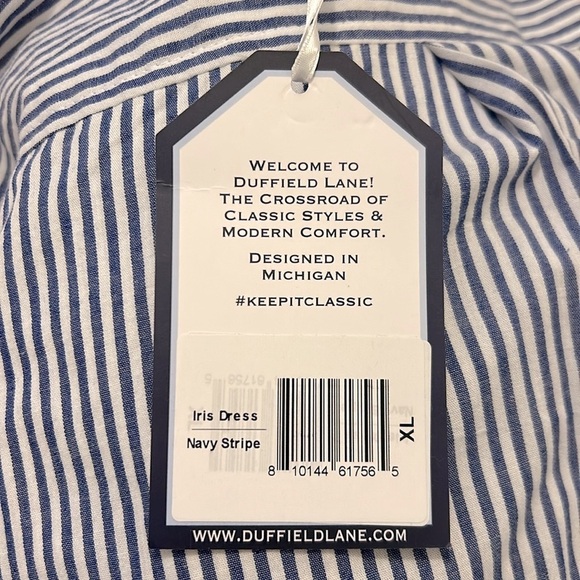 WELCOME TO
DUFFIELD LANE!
THE CROSSROAD OF
CLASSIC STYLES &
MODERN COMFORT.
DESIGNED IN
MICHIGAN
#KEEPITCLASSIC
Iris Dress
Navy Stripe
8 10144 61756 5
XL
WWW.DUFFIELDLANE.COM